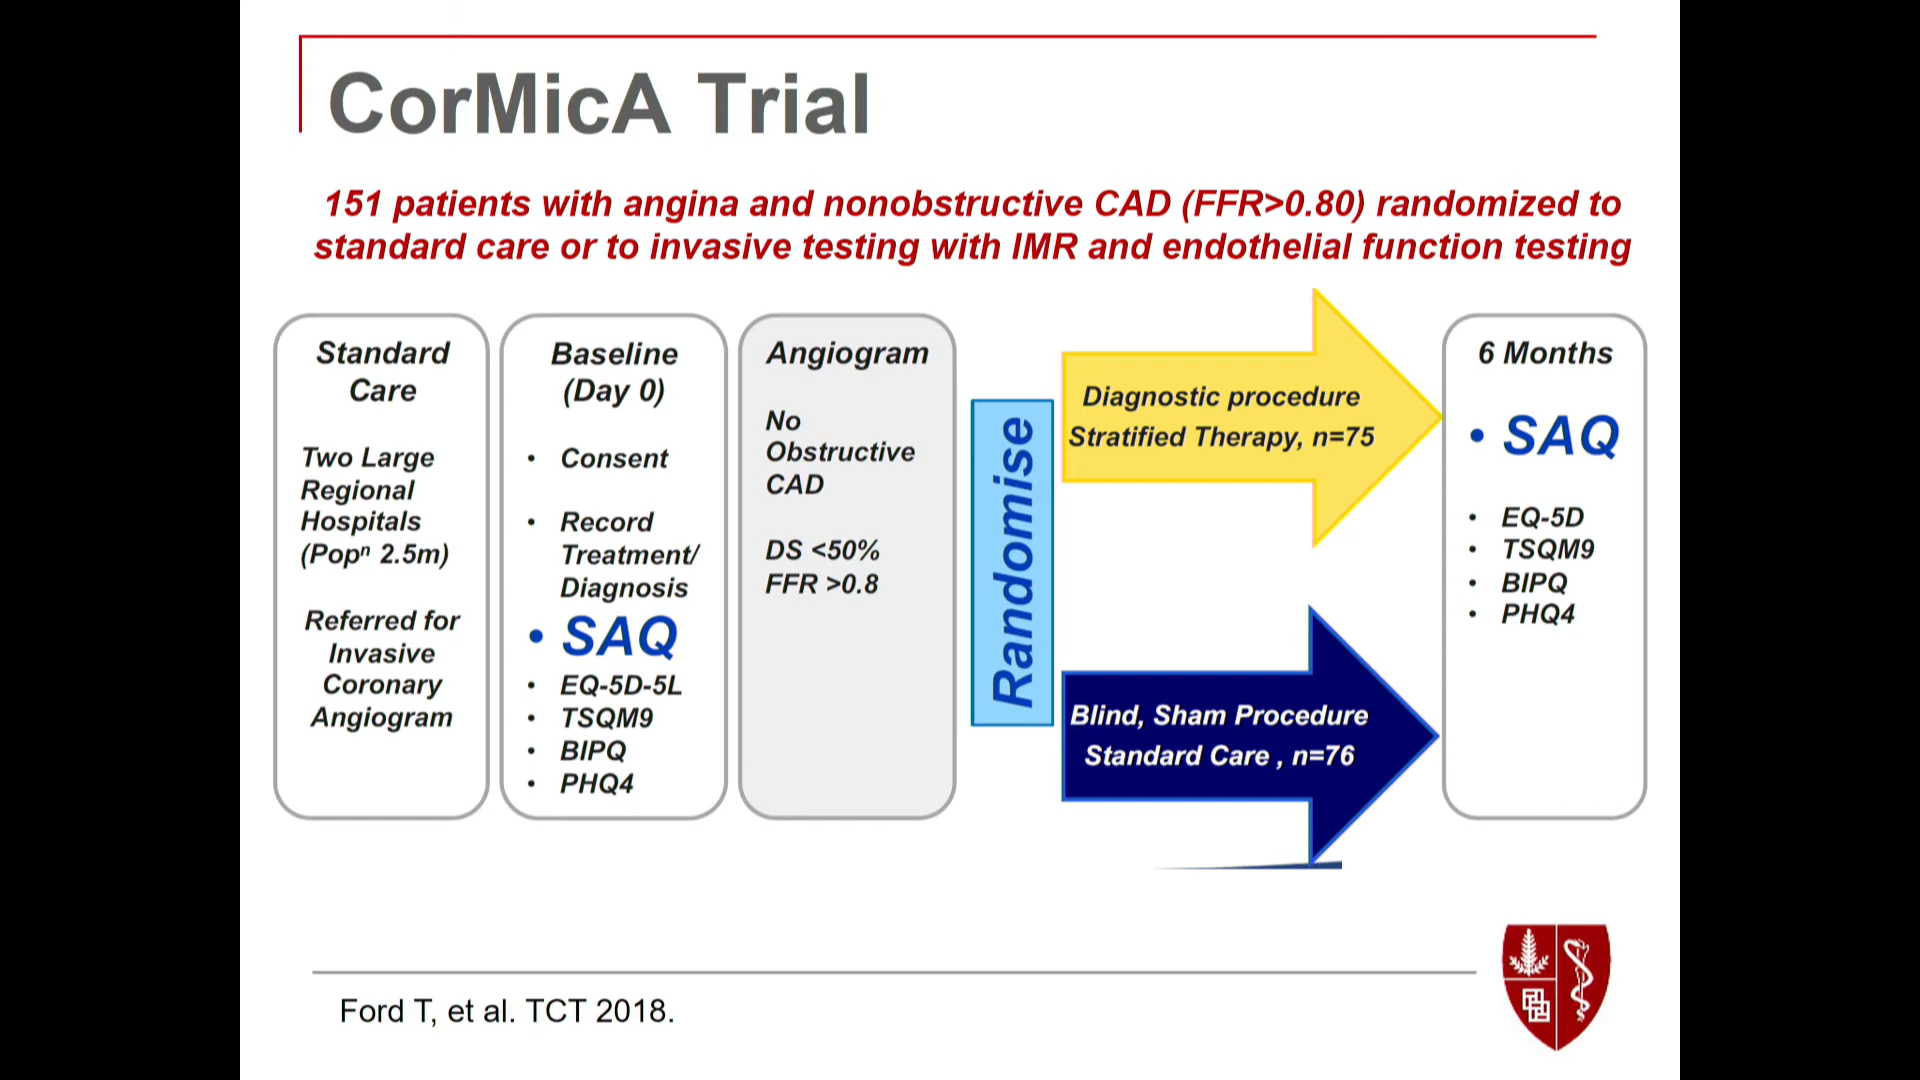 CorMicA Trial
151 patients with angina and nonobstructive CAD (FFR>0.80) randomized to
standard care or to invasive testing with IMR and endothelial function testing
Standard
Care
Two Large
Regional
Hospitals
(Popⁿ 2.5m)
Referred for
Invasive
Coronary
Angiogram
Baseline
(Day 0)
• Consent
• Record
Treatment/
Diagnosis
• SAQ
• EQ-5D-5L
• TSQM9
• BIPQ
• PHQ4
Angiogram
No
Obstructive
CAD
DS <50%
FFR >0.8
Randomise
Diagnostic procedure
Stratified Therapy, n=75
Blind, Sham Procedure
Standard Care , n=76
6 Months
• SAQ
• EQ-5D
• TSQM9
• BIPQ
• PHQ4
Ford T, et al. TCT 2018.